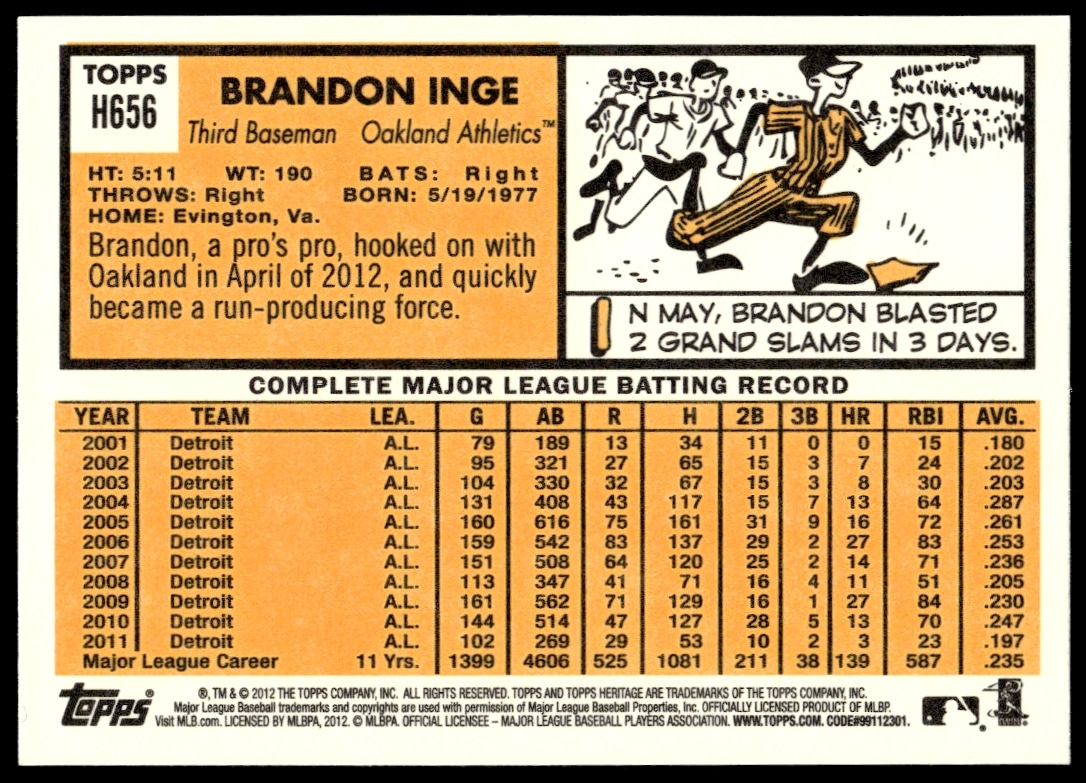 TOPPS
H656
BRANDON INGE
Third Baseman Oakland Athletics™
HT: 5:11 WT: 190 BATS: Right
THROWS: Right BORN: 5/19/1977
HOME: Evington, Va.
Brandon, a pro's pro, hooked on with
Oakland in April of 2012, and quickly
became a run-producing force.
IN MAY, BRANDON BLASTED
2 GRAND SLAMS IN 3 DAYS.
COMPLETE MAJOR LEAGUE BATTING RECORD
YEAR TEAM LEA. G AB R H 2B 3B HR RBI AVG.
2001 Detroit A.L. 79 189 13 34 11 0 0 15 .180
2002 Detroit A.L. 95 321 27 65 15 3 7 24 .202
2003 Detroit A.L. 104 330 32 67 15 3 8 30 .203
2004 Detroit A.L. 131 408 43 117 15 7 13 64 .287
2005 Detroit A.L. 160 616 75 161 31 9 16 72 .261
2006 Detroit A.L. 159 542 83 137 29 2 27 83 .253
2007 Detroit A.L. 151 508 64 120 25 2 14 71 .236
2008 Detroit A.L. 113 347 41 71 16 4 11 51 .205
2009 Detroit A.L. 161 562 71 129 16 1 27 84 .230
2010 Detroit A.L. 144 514 47 127 28 5 13 70 .247
2011 Detroit A.L. 102 269 29 53 10 2 3 23 .197
Major League Career 11 Yrs. 1399 4606 525 1081 211 38 139 587 .235
topps®
®, TM & © 2012 THE TOPPS COMPANY, INC. ALL RIGHTS RESERVED. TOPPS AND TOPPS HERITAGE ARE TRADEMARKS OF THE TOPPS COMPANY, INC.
Major League Baseball trademarks and copyrights are used with permission of Major League Baseball Properties, Inc. OFFICIALLY LICENSED PRODUCT OF MLBP.
Visit MLB.com. LICENSED BY MLBPA, 2012. © MLBPA. OFFICIAL LICENSEE – MAJOR LEAGUE BASEBALL PLAYERS ASSOCIATION. WWW.TOPPS.COM. CODE#99112301.